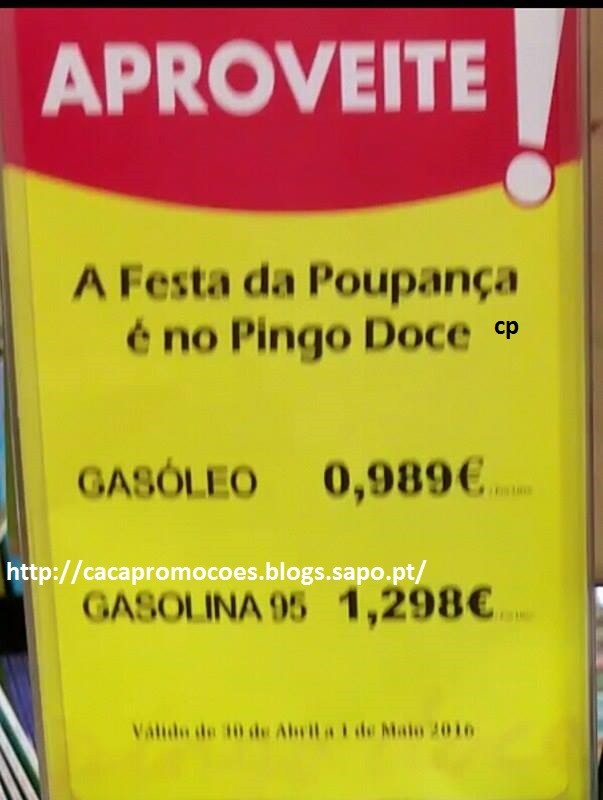 APROVEITE!
A Festa da Poupança
é no Pingo Doce cp
GASÓLEO 0,989€
http://cacapromocoes.blogs.sapo.pt/
GASOLINA 95 1,298€
Válido de 30 de Abril a 1 de Maio 2016